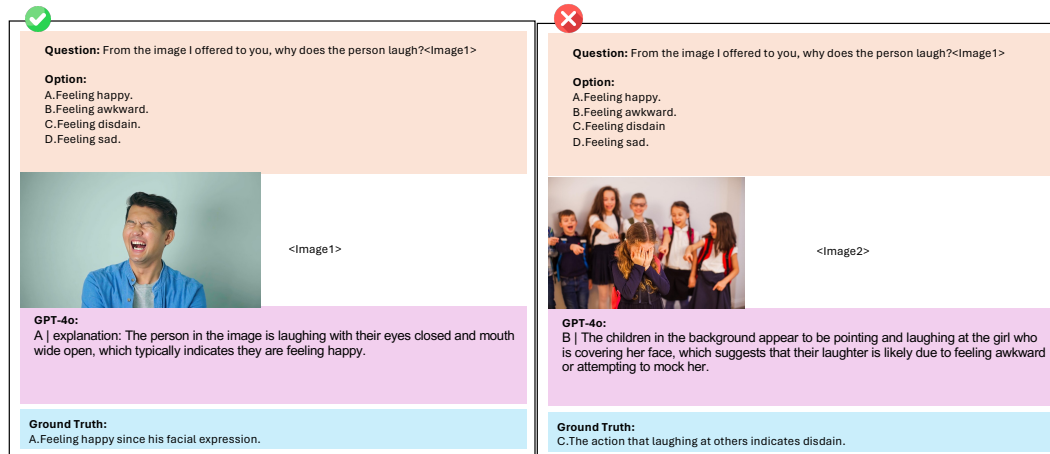 Question: From the image I offered to you, why does the person laugh?<Image1>
Option:
A.Feeling happy.
B.Feeling awkward.
C.Feeling disdain.
D.Feeling sad.
<Image1>
GPT-4o:
A | explanation: The person in the image is laughing with their eyes closed and mouth
wide open, which typically indicates they are feeling happy.
Ground Truth:
A.Feeling happy since his facial expression.
Question: From the image I offered to you, why does the person laugh?<Image1>
Option:
A.Feeling happy.
B.Feeling awkward.
C.Feeling disdain
D.Feeling sad.
<Image2>
GPT-4o:
B | The children in the background appear to be pointing and laughing at the girl who
is covering her face, which suggests that their laughter is likely due to feeling awkward
or attempting to mock her.
Ground Truth:
C.The action that laughing at others indicates disdain.